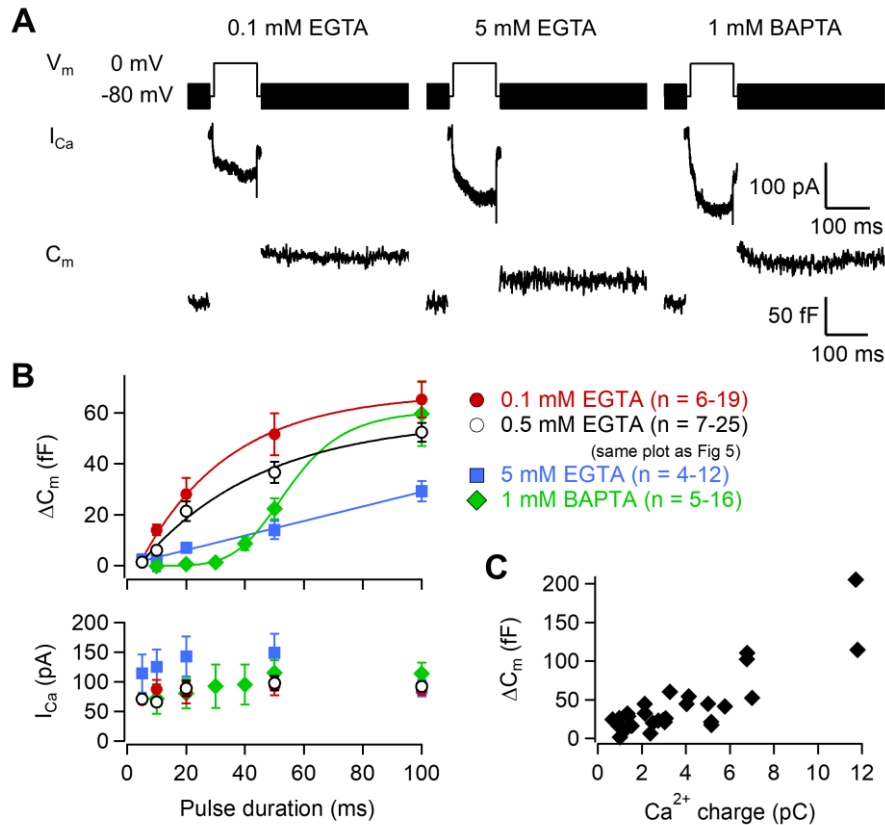 A
0.1 mM EGTA 5 mM EGTA 1 mM BAPTA
Vm 0 mV
-80 mV
ICa
100 pA
100 ms
Cm
50 fF
100 ms
B
60
40
20
0
ΔCm (fF)
0.1 mM EGTA (n = 6-19)
0.5 mM EGTA (n = 7-25)
(same plot as Fig 5)
5 mM EGTA (n = 4-12)
1 mM BAPTA (n = 5-16)
200
150
100
50
0
ICa (pA)
0 20 40 60 80 100
Pulse duration (ms)
C
200
150
100
50
0
ΔCm (fF)
0 2 4 6 8 10 12
Ca2+ charge (pC)